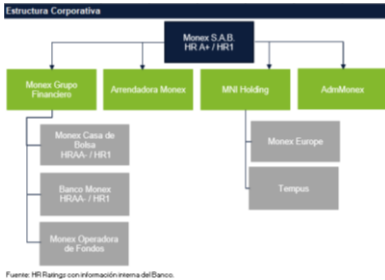 Estructura Corporativa
Monex S.A.B.
HR A+ / HR1
Monex Grupo
Financiero
Arrendadora Monex
MNI Holding
AdmMonex
Monex Casa de
Bolsa
HRAA- / HR1
Monex Europe
Banco Monex
HRAA- / HR1
Tempus
Monex Operadora
de Fondos
Fuente: HR Ratings con información interna del Banco.